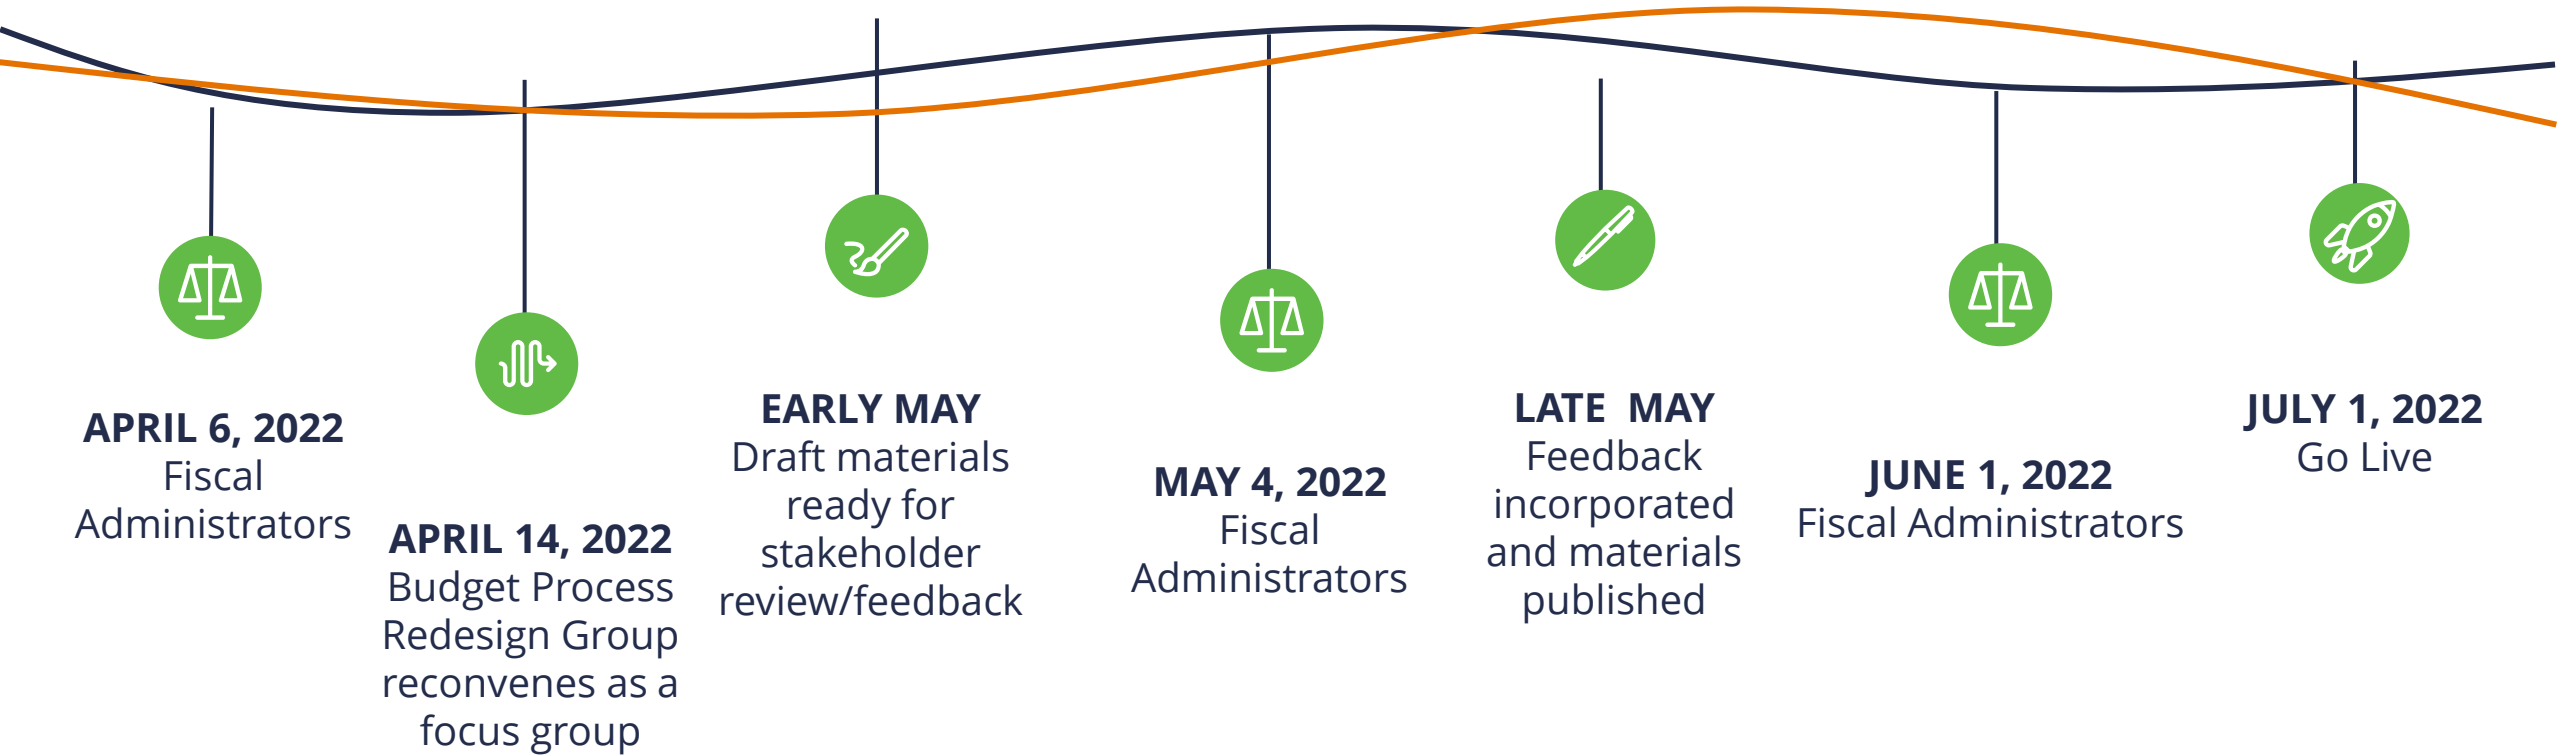 APRIL 6, 2022
Fiscal
Administrators
APRIL 14, 2022
Budget Process
Redesign Group
reconvenes as a
focus group
EARLY MAY
Draft materials
ready for
stakeholder
review/feedback
MAY 4, 2022
Fiscal
Administrators
LATE  MAY
Feedback
incorporated
and materials
published
JUNE 1, 2022
Fiscal Administrators
JULY 1, 2022
Go Live